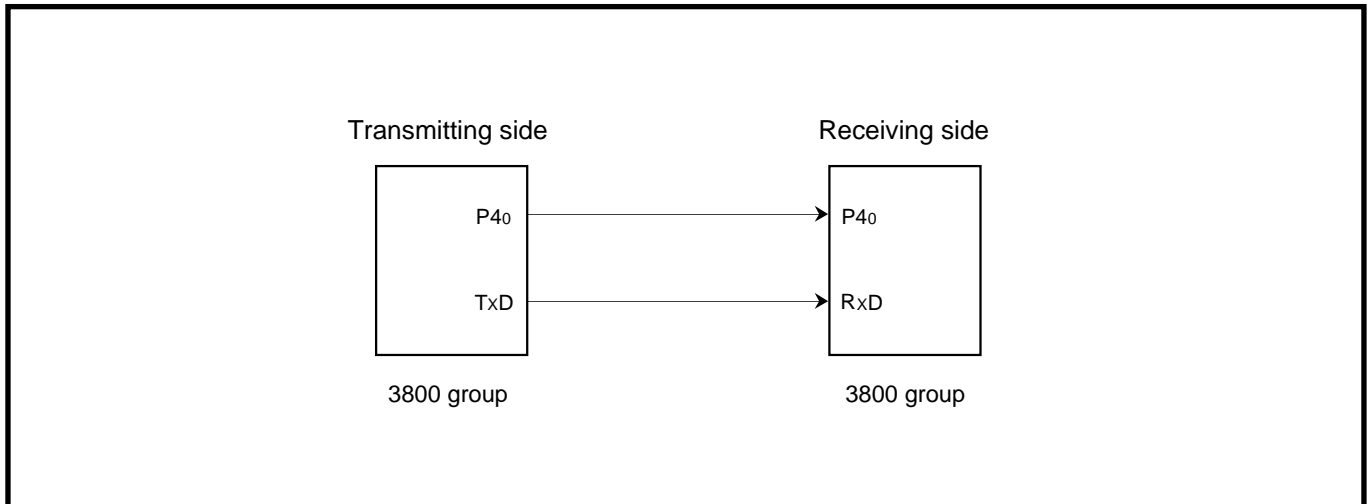 Transmitting side
Receiving side
P40
P40
TxD
RxD
3800 group
3800 group